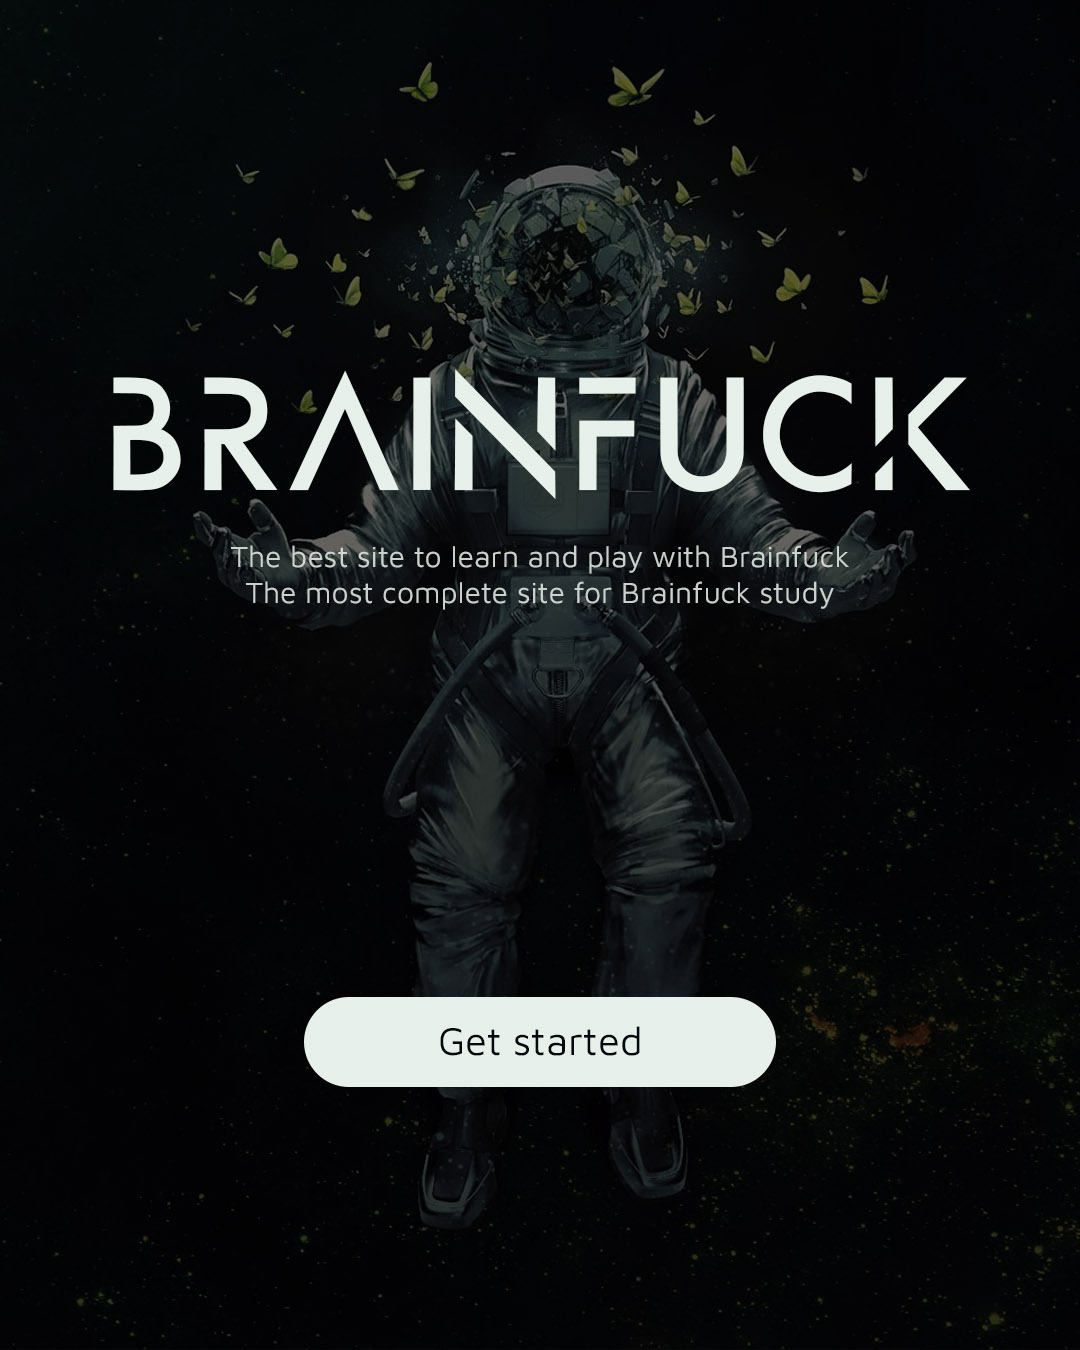 BRAINFUCK
The best site to learn and play with Brainfuck
The most complete site for Brainfuck study
Get started